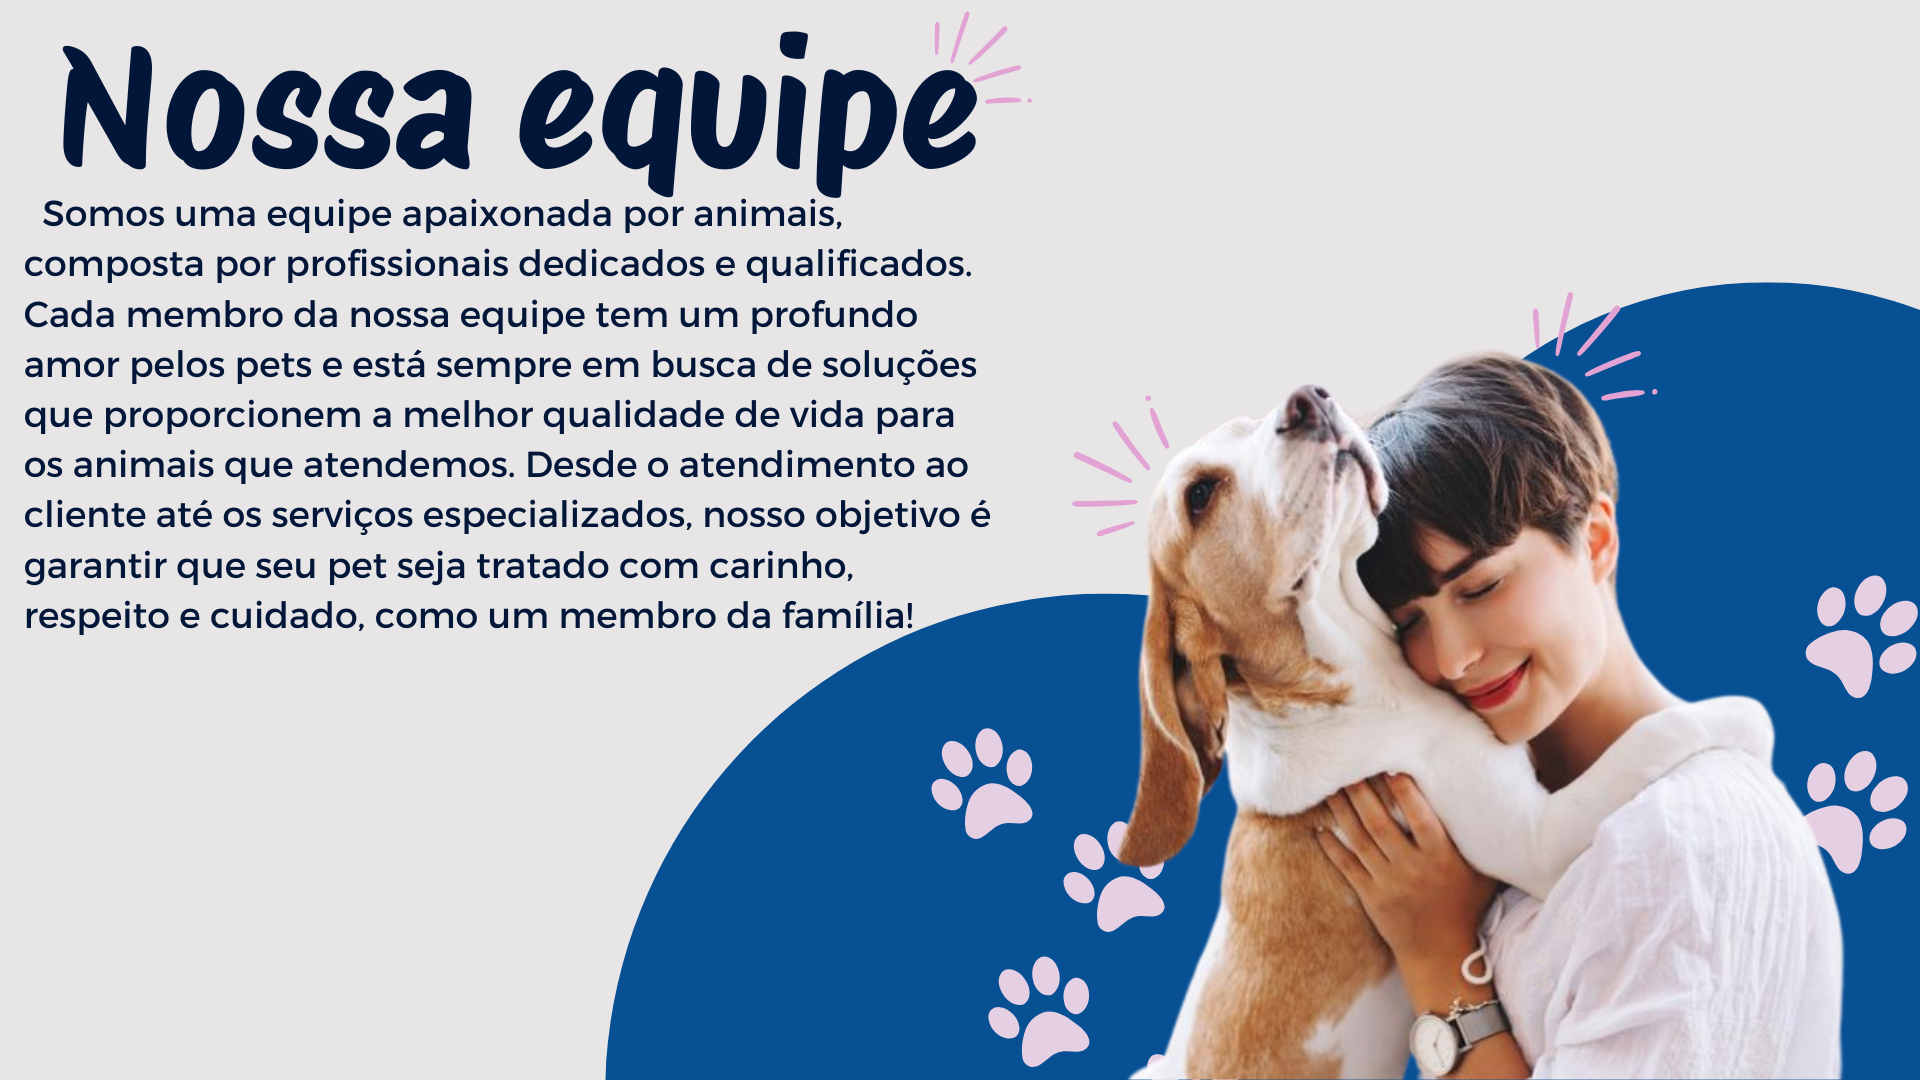 Nossa equipe
Somos uma equipe apaixonada por animais,
composta por profissionais dedicados e qualificados.
Cada membro da nossa equipe tem um profundo
amor pelos pets e está sempre em busca de soluções
que proporcionem a melhor qualidade de vida para
os animais que atendemos. Desde o atendimento ao
cliente até os serviços especializados, nosso objetivo é
garantir que seu pet seja tratado com carinho,
respeito e cuidado, como um membro da família!